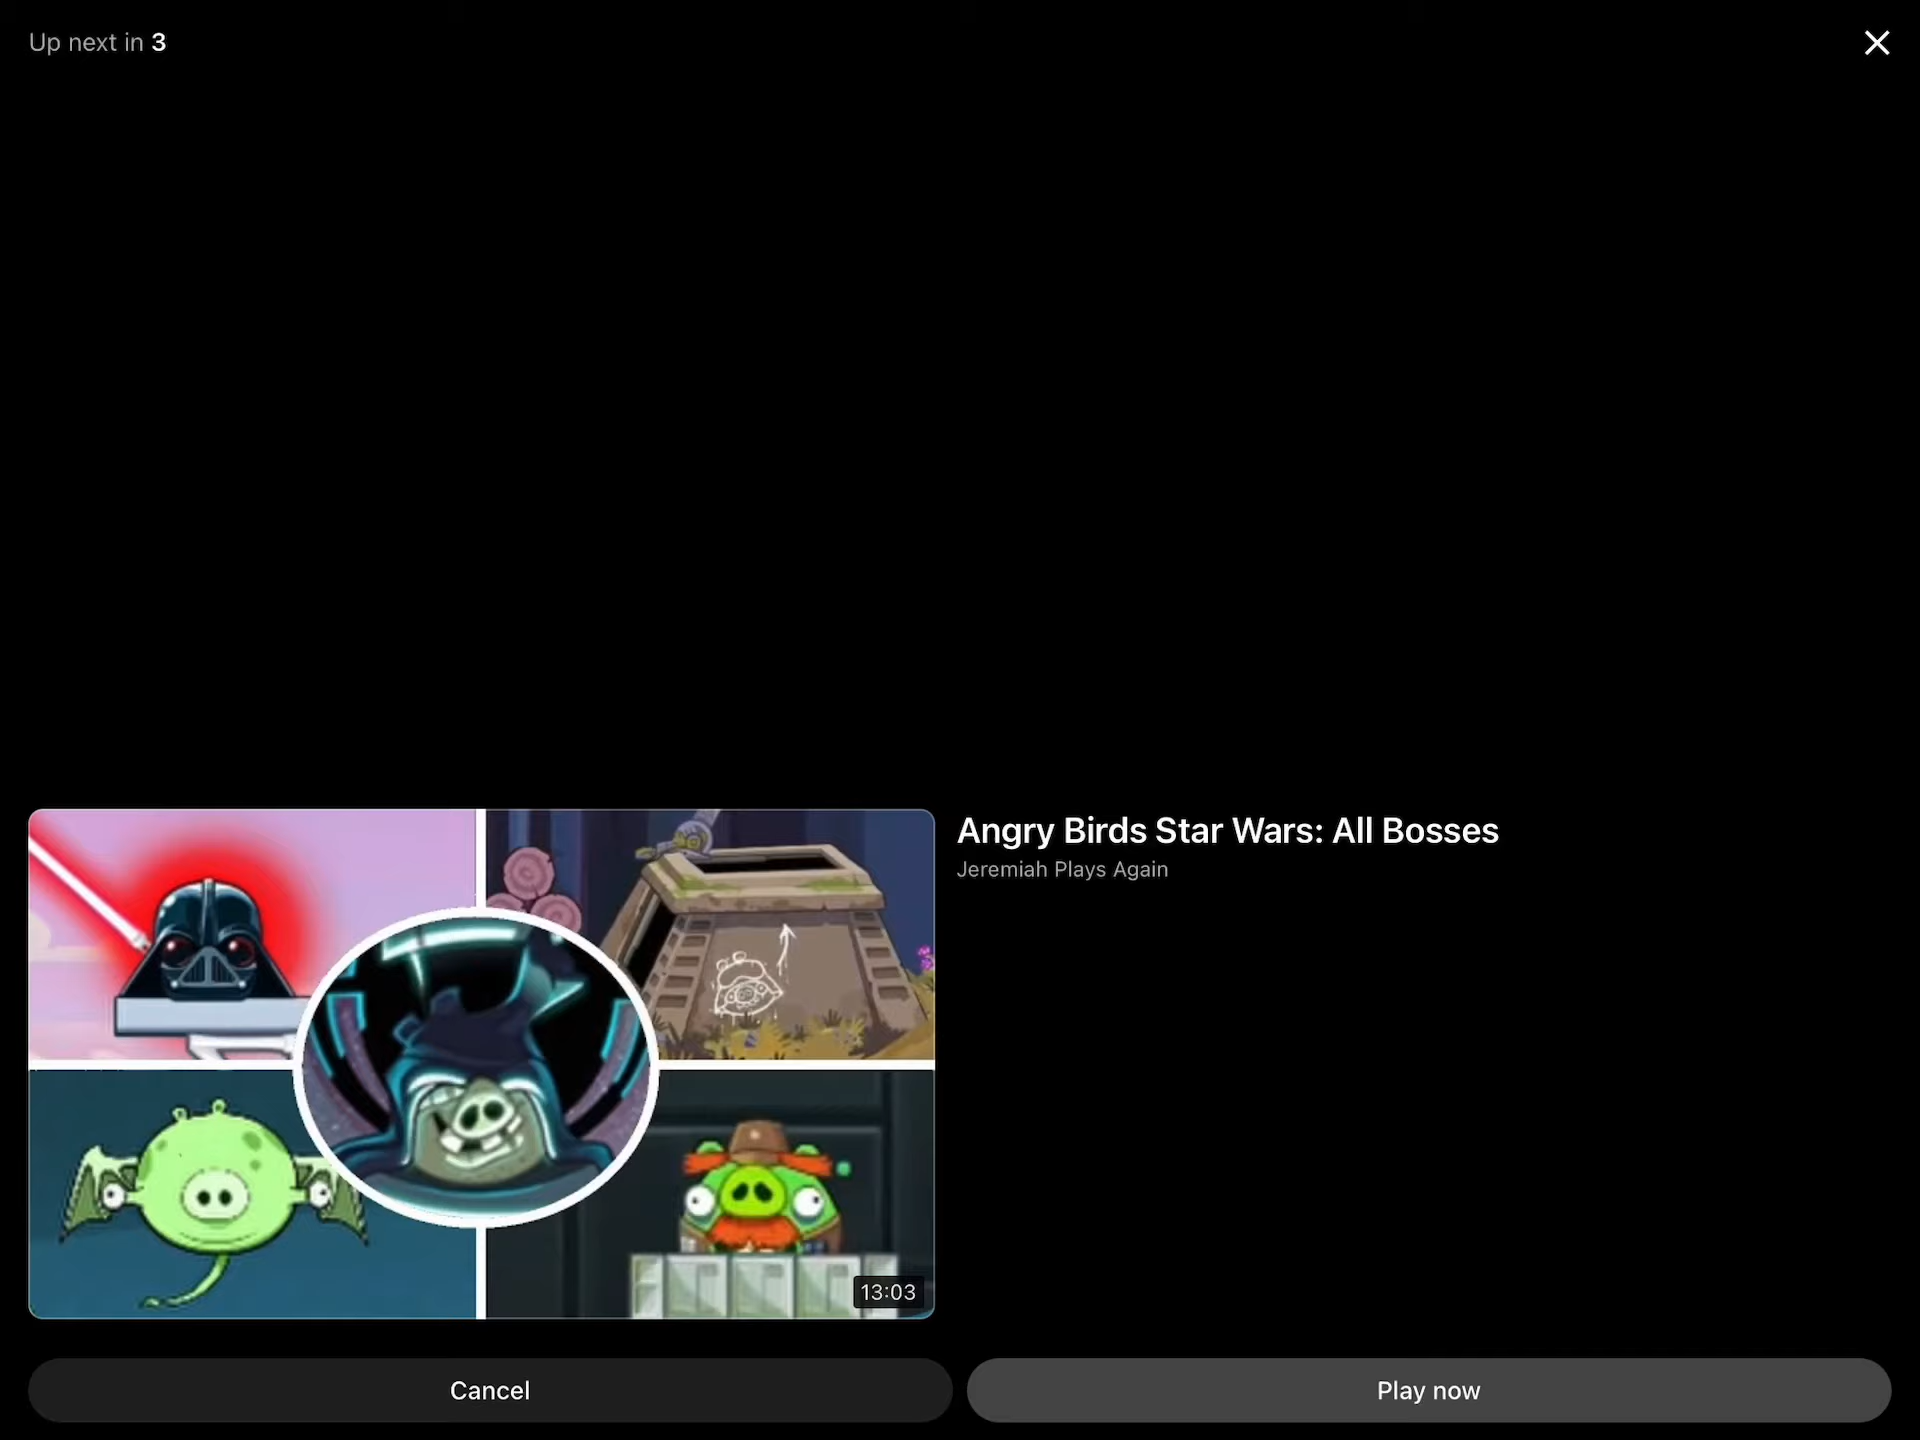 Up next in 3
Angry Birds Star Wars: All Bosses
Jeremiah Plays Again
13:03
Cancel
Play now